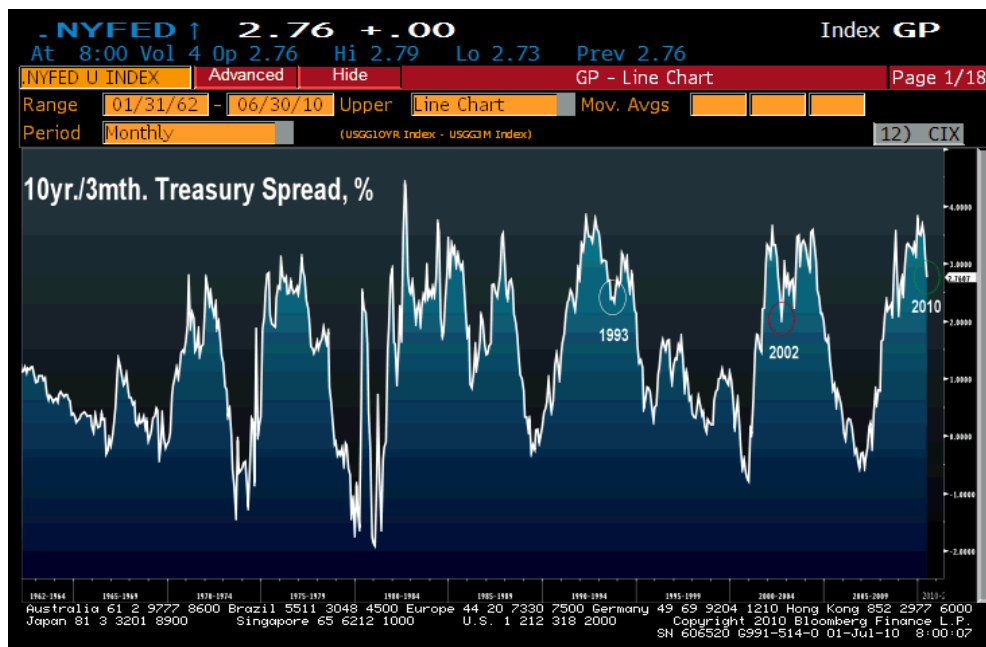 .NYFED ↑ 2.76 +.00 Index GP
At 8:00 Vol 4 Op 2.76 Hi 2.79 Lo 2.73 Prev 2.76
.NYFED U INDEX Advanced Hide GP - Line Chart Page 1/18
Range 01/31/62 - 06/30/10 Upper Line Chart Mov. Avgs
Period Monthly (USGG10YR Index - USGG3M Index) 12) CIX
10yr./3mth. Treasury Spread, %
4.0000
3.0000
2.7607
2010
2.0000
1993
2002
1.0000
0.0000
-1.0000
-2.0000
1962-1964 1965-1969 1970-1974 1975-1979 1980-1984 1985-1989 1990-1994 1995-1999 2000-2004 2005-2009
Australia 61 2 9777 8600 Brazil 5511 3048 4500 Europe 44 20 7330 7500 Germany 49 69 9204 1210 Hong Kong 852 2977 6000
Japan 81 3 3201 8900 Singapore 65 6212 1000 U.S. 1 212 318 2000 Copyright 2010 Bloomberg Finance L.P.
SN 606520 G991-514-0 01-Jul-10 8:00:07